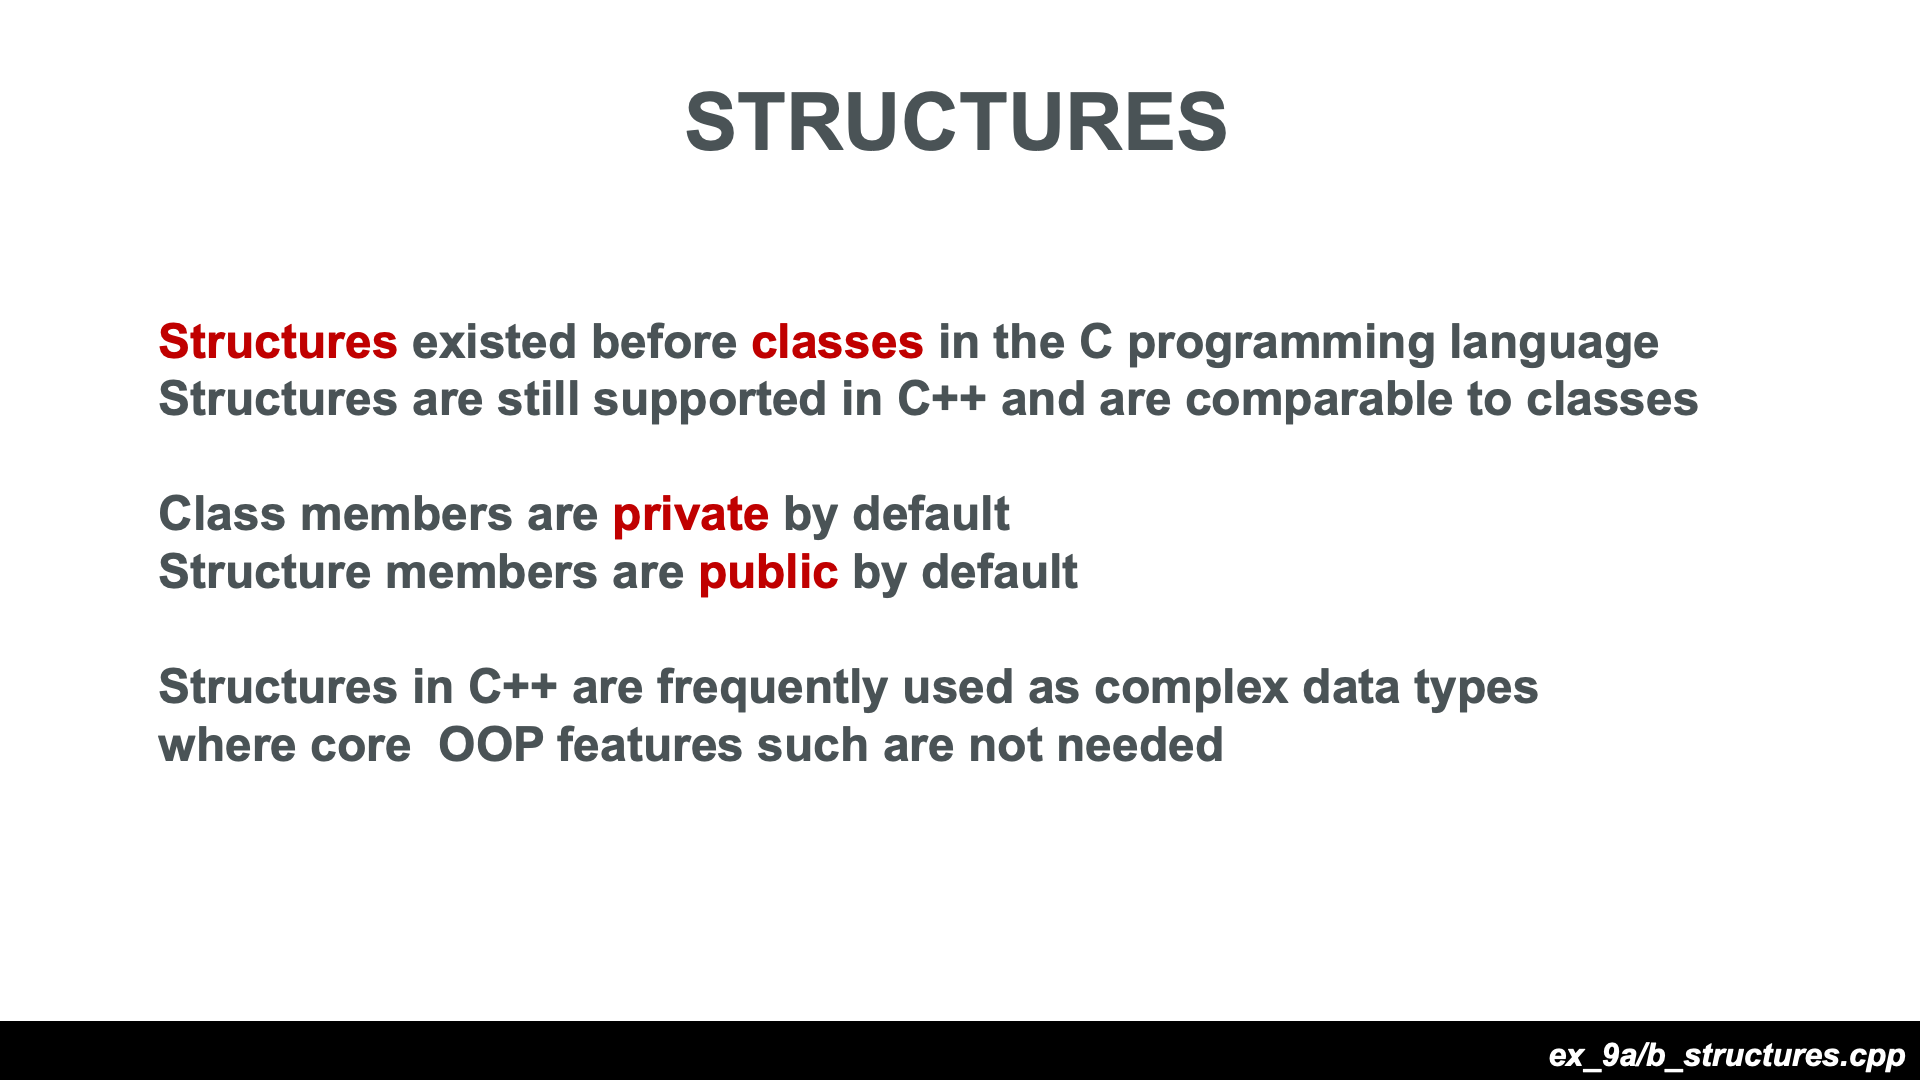 STRUCTURES
Structures existed before classes in the C programming language
Structures are still supported in C++ and are comparable to classes
Class members are private by default
Structure members are public by default
Structures in C++ are frequently used as complex data types
where core  OOP features such are not needed
ex_9a/b_structures.cpp